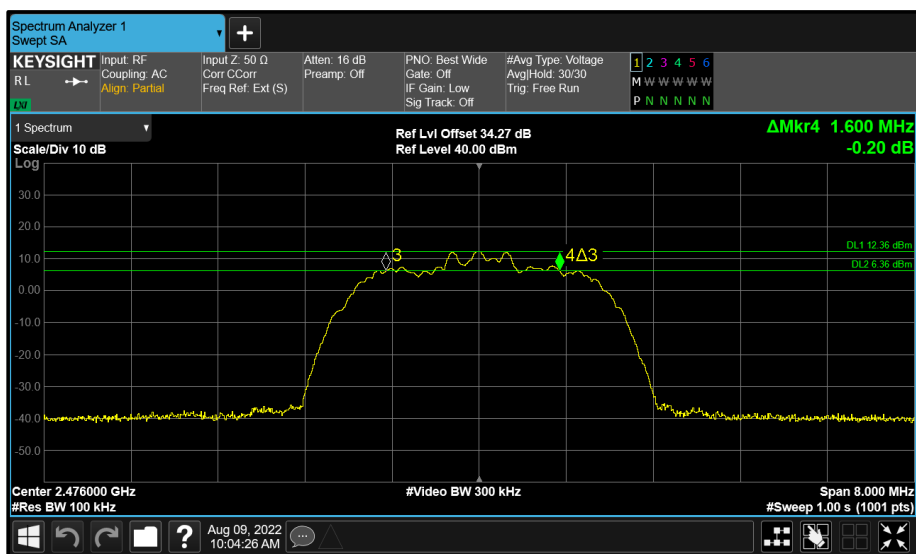 Spectrum Analyzer 1
Swept SA
+
KEYSIGHT
RL
LXI
Input: RF
Coupling: AC
Align: Partial
Input Z: 50 Ω
Corr CCorr
Freq Ref: Ext (S)
Atten: 16 dB
Preamp: Off
PNO: Best Wide
Gate: Off
IF Gain: Low
Sig Track: Off
#Avg Type: Voltage
Avg|Hold: 30/30
Trig: Free Run
1 2 3 4 5 6
M W W W W W
P N N N N N
1 Spectrum
Scale/Div 10 dB
Ref Lvl Offset 34.27 dB
Ref Level 40.00 dBm
ΔMkr4 1.600 MHz
-0.20 dB
Log
30.0
20.0
10.0
0.00
-10.0
-20.0
-30.0
-40.0
-50.0
3
4Δ3
DL1 12.36 dBm
DL2 6.36 dBm
Center 2.476000 GHz
#Res BW 100 kHz
#Video BW 300 kHz
Span 8.000 MHz
#Sweep 1.00 s (1001 pts)
?
Aug 09, 2022
10:04:26 AM